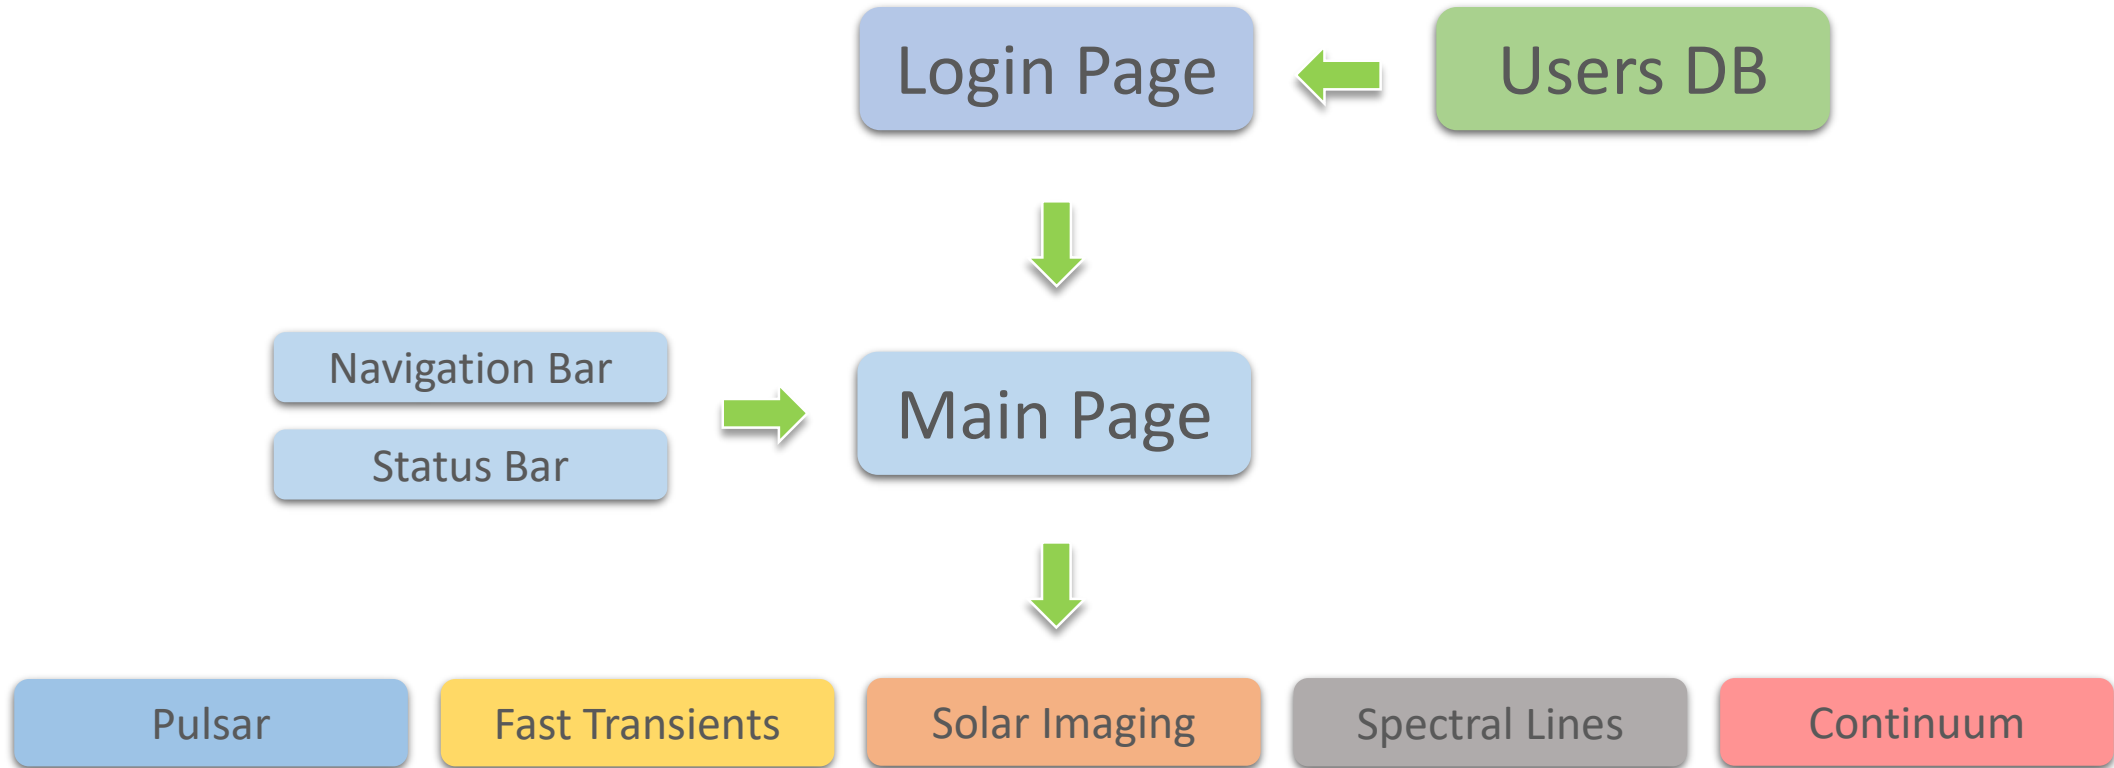 Login Page
Users DB
Navigation Bar
Status Bar
Main Page
Pulsar
Fast Transients
Solar Imaging
Spectral Lines
Continuum